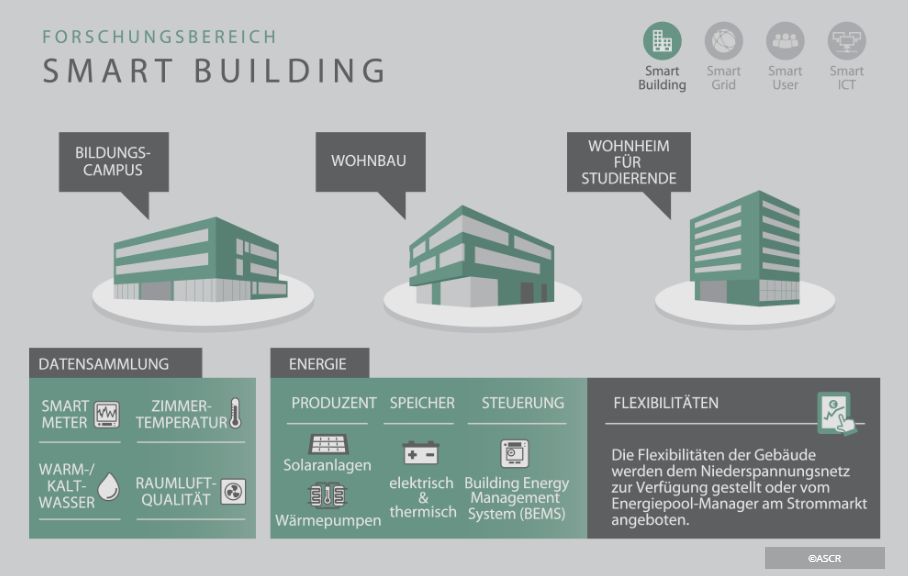 FORSCHUNGSBEREICH
SMART BUILDING
Smart
Building
Smart
Grid
Smart
User
Smart
ICT
BILDUNGS-
CAMPUS
WOHNBAU
WOHNHEIM
FÜR
STUDIERENDE
DATENSAMMLUNG
SMART
METER
ZIMMER-
TEMPERATUR
WARM-/
KALT-
WASSER
RAUMLUFT-
QUALITÄT
ENERGIE
PRODUZENT
Solaranlagen
Wärmepumpen
SPEICHER
elektrisch
&
thermisch
STEUERUNG
Building Energy
Management
System (BEMS)
FLEXIBILITÄTEN
Die Flexibilitäten der Gebäude
werden dem Niederspannungsnetz
zur Verfügung gestellt oder vom
Energiepool-Manager am Strommarkt
angeboten.
©ASCR